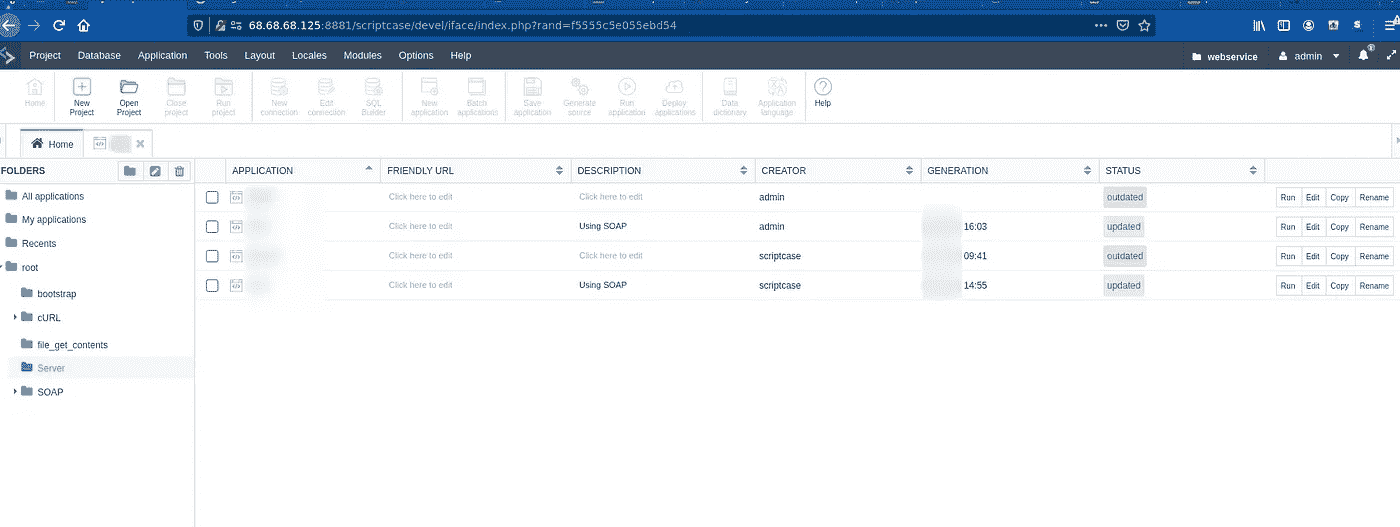 68.68.68.125:8881/scriptcase/devel/iface/index.php?rand=f5555c5e055ebd54
Project Database Application Tools Layout Locales Modules Options Help webservice admin
Home New Project Open Project Close project Run project New connection Edit connection SQL Builder New application Batch applications Save application Generate source Run application Deploy applications Data dictionary Application language Help
Home
FOLDERS APPLICATION FRIENDLY URL DESCRIPTION CREATOR GENERATION STATUS
All applications
My applications
Recents
root
bootstrap
cURL
file_get_contents
Server
SOAP
Click here to edit Click here to edit admin outdated Run Edit Copy Rename
Click here to edit Using SOAP admin 16:03 updated Run Edit Copy Rename
Click here to edit Click here to edit scriptcase 09:41 outdated Run Edit Copy Rename
Click here to edit Using SOAP scriptcase 14:55 updated Run Edit Copy Rename